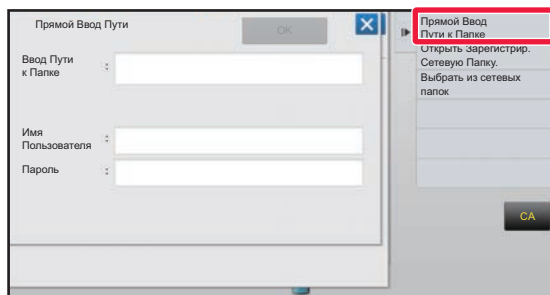 Прямой Ввод Пути
OK
Ввод Пути
к Папке :
Имя
Пользователя :
Пароль :
Прямой Ввод
Пути к Папке
Открыть Зарегистрир.
Сетевую Папку.
Выбрать из сетевых
папок
CA